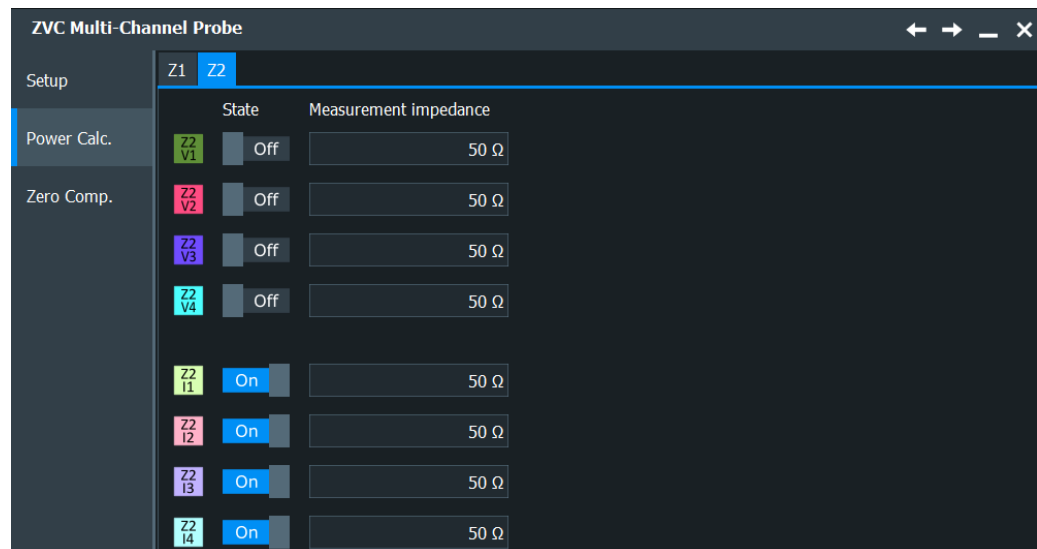 ZVC Multi-Channel Probe
Setup
Z1 Z2
State Measurement impedance
Power Calc.
Z2 V1 Off 50 Ω
Zero Comp.
Z2 V2 Off 50 Ω
Z2 V3 Off 50 Ω
Z2 V4 Off 50 Ω
Z2 I1 On 50 Ω
Z2 I2 On 50 Ω
Z2 I3 On 50 Ω
Z2 I4 On 50 Ω